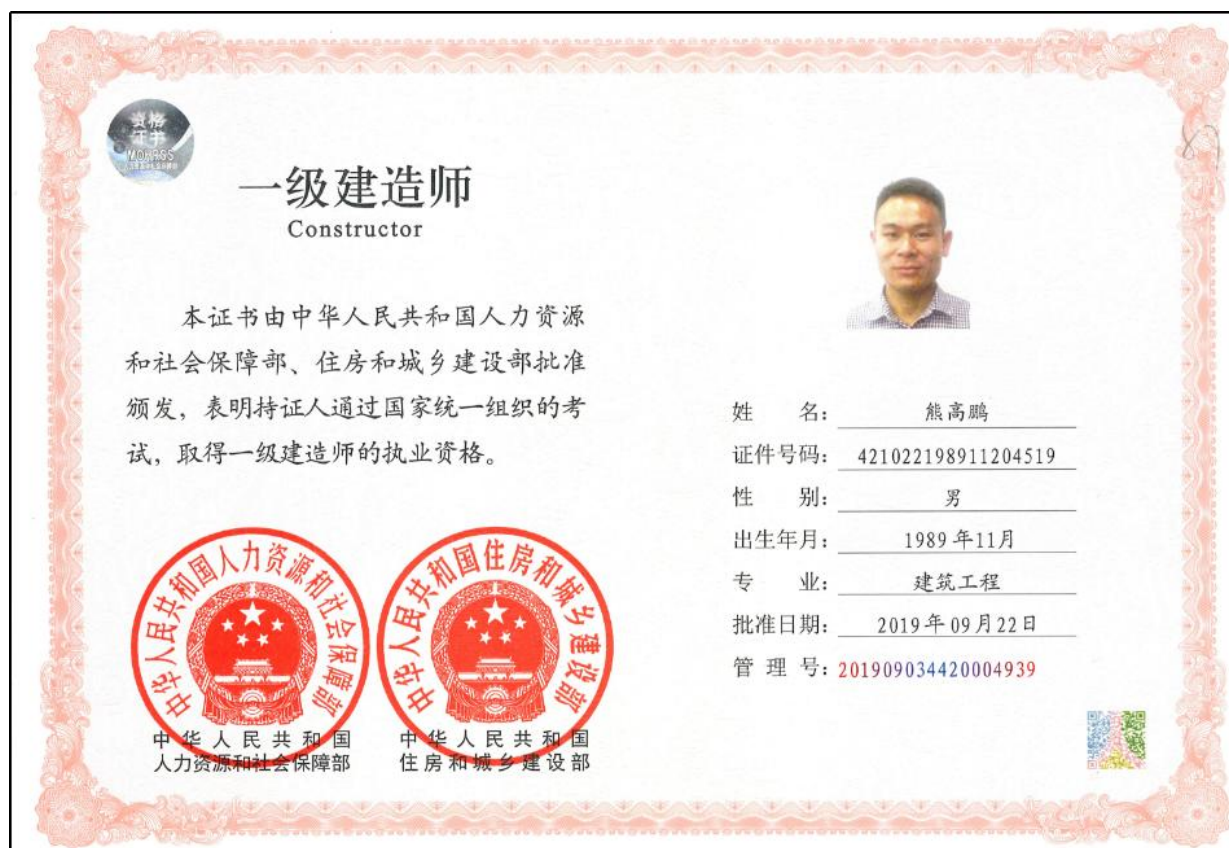 资格
证书
MOHRSS
一级建造师
Constructor
本证书由中华人民共和国人力资源
和社会保障部、住房和城乡建设部批准
颁发，表明持证人通过国家统一组织的考
试，取得一级建造师的执业资格。
中华人民共和国人力资源和社会保障部
中华人民共和国住房和城乡建设部
中华人民共和国
人力资源和社会保障部
中华人民共和国
住房和城乡建设部
姓 名： 熊高鹏
证件号码： 421022198911204519
性 别： 男
出生年月： 1989年11月
专 业： 建筑工程
批准日期： 2019年09月22日
管 理 号：201909034420004939